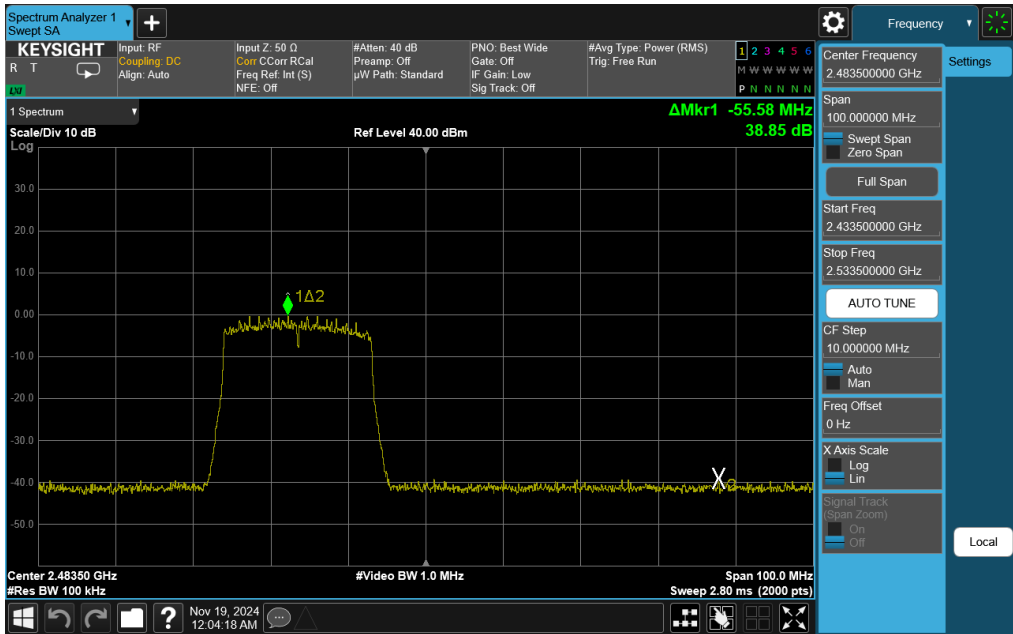 Spectrum Analyzer 1
Swept SA
Frequency
KEYSIGHT
R T
LXI
Input: RF
Coupling: DC
Align: Auto
Input Z: 50 Ω
Corr CCorr RCal
Freq Ref: Int (S)
NFE: Off
#Atten: 40 dB
Preamp: Off
µW Path: Standard
PNO: Best Wide
Gate: Off
IF Gain: Low
Sig Track: Off
#Avg Type: Power (RMS)
Trig: Free Run
1 2 3 4 5 6
M W W W W W
P N N N N N
1 Spectrum
Scale/Div 10 dB
Log
Ref Level 40.00 dBm
ΔMkr1 -55.58 MHz
38.85 dB
30.0
20.0
10.0
0.00
-10.0
-20.0
-30.0
-40.0
-50.0
1Δ2
X2
Center 2.48350 GHz
#Res BW 100 kHz
#Video BW 1.0 MHz
Span 100.0 MHz
Sweep 2.80 ms (2000 pts)
Center Frequency
2.483500000 GHz
Settings
Span
100.000000 MHz
Swept Span
Zero Span
Full Span
Start Freq
2.433500000 GHz
Stop Freq
2.533500000 GHz
AUTO TUNE
CF Step
10.000000 MHz
Auto
Man
Freq Offset
0 Hz
X Axis Scale
Log
Lin
Signal Track
(Span Zoom)
On
Off
Local
?
Nov 19, 2024
12:04:18 AM